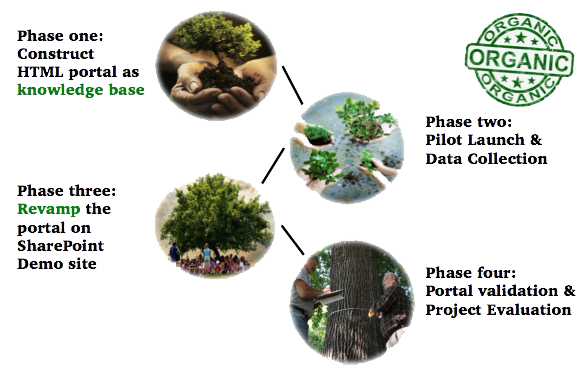 Phase one:
Construct
HTML portal as
knowledge base
ORGANIC
ORGANIC
ORGANIC
Phase two:
Pilot Launch &
Data Collection
Phase three:
Revamp the
portal on
SharePoint
Demo site
Phase four:
Portal validation &
Project Evaluation